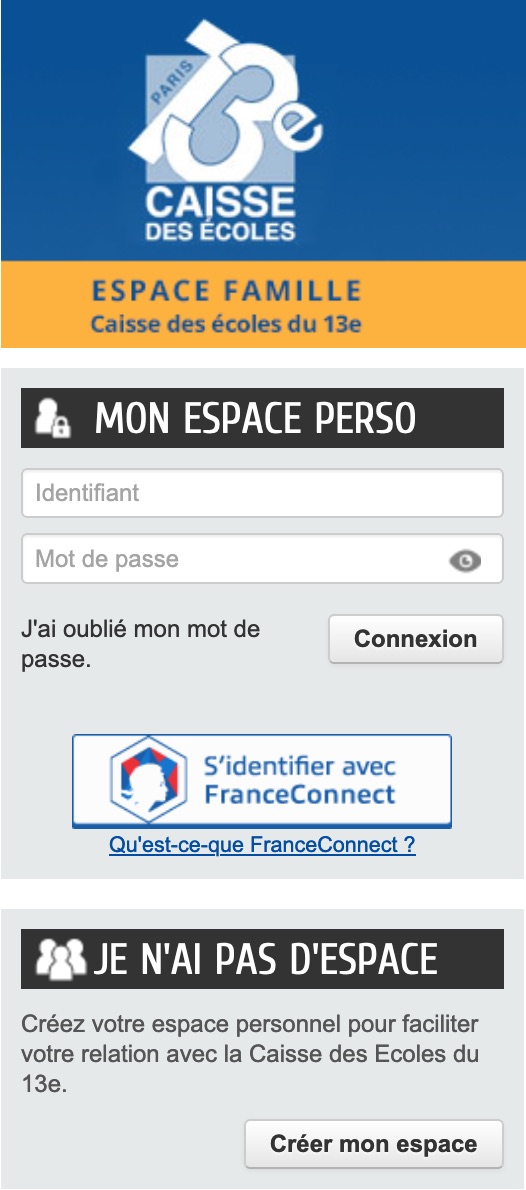 PARIS
13e
CAISSE
DES ÉCOLES
ESPACE FAMILLE
Caisse des écoles du 13e
MON ESPACE PERSO
Identifiant
Mot de passe
J'ai oublié mon mot de
passe.
Connexion
S'identifier avec
FranceConnect
Qu'est-ce-que FranceConnect ?
JE N'AI PAS D'ESPACE
Créez votre espace personnel pour faciliter
votre relation avec la Caisse des Ecoles du
13e.
Créer mon espace